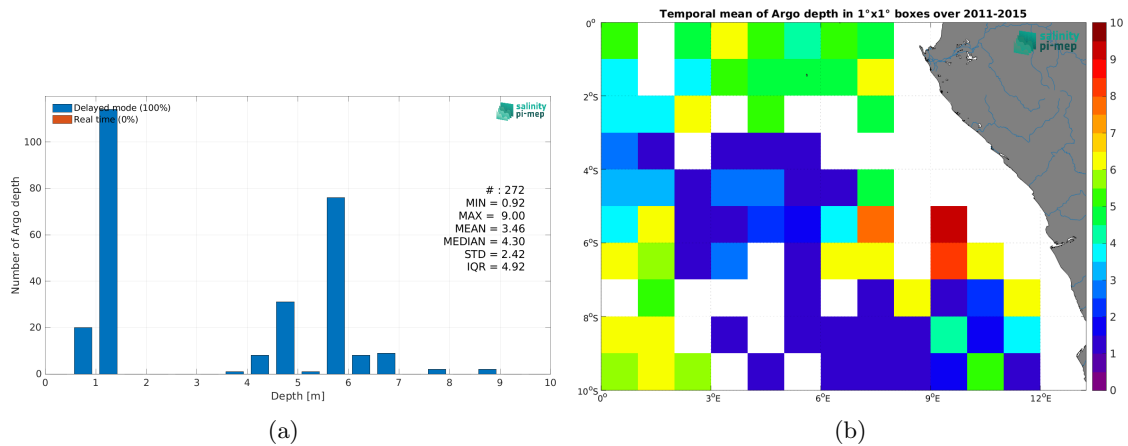 Delayed mode (100%)
Real time (0%)
salinity
pi-mep
# : 272
MIN = 0.92
MAX = 9.00
MEAN = 3.46
MEDIAN = 4.30
STD = 2.42
IQR = 4.92
Number of Argo depth
100
80
60
40
20
0
0 1 2 3 4 5 6 7 8 9 10
Depth [m]
(a)
Temporal mean of Argo depth in 1°x1° boxes over 2011-2015
salinity
pi-mep
0°
2°S
4°S
6°S
8°S
10°S
0° 3°E 6°E 9°E 12°E
10
9
8
7
6
5
4
3
2
1
0
(b)